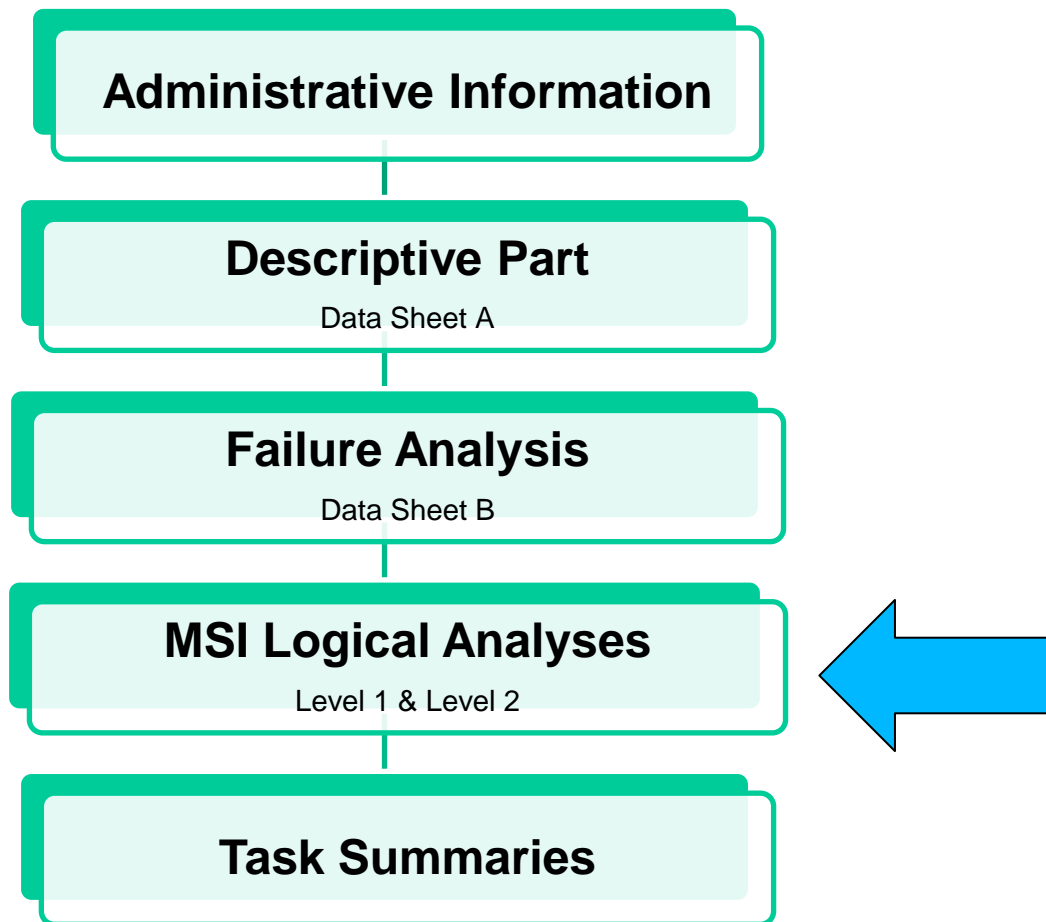 Administrative Information
Descriptive Part
Data Sheet A
Failure Analysis
Data Sheet B
MSI Logical Analyses
Level 1 & Level 2
Task Summaries